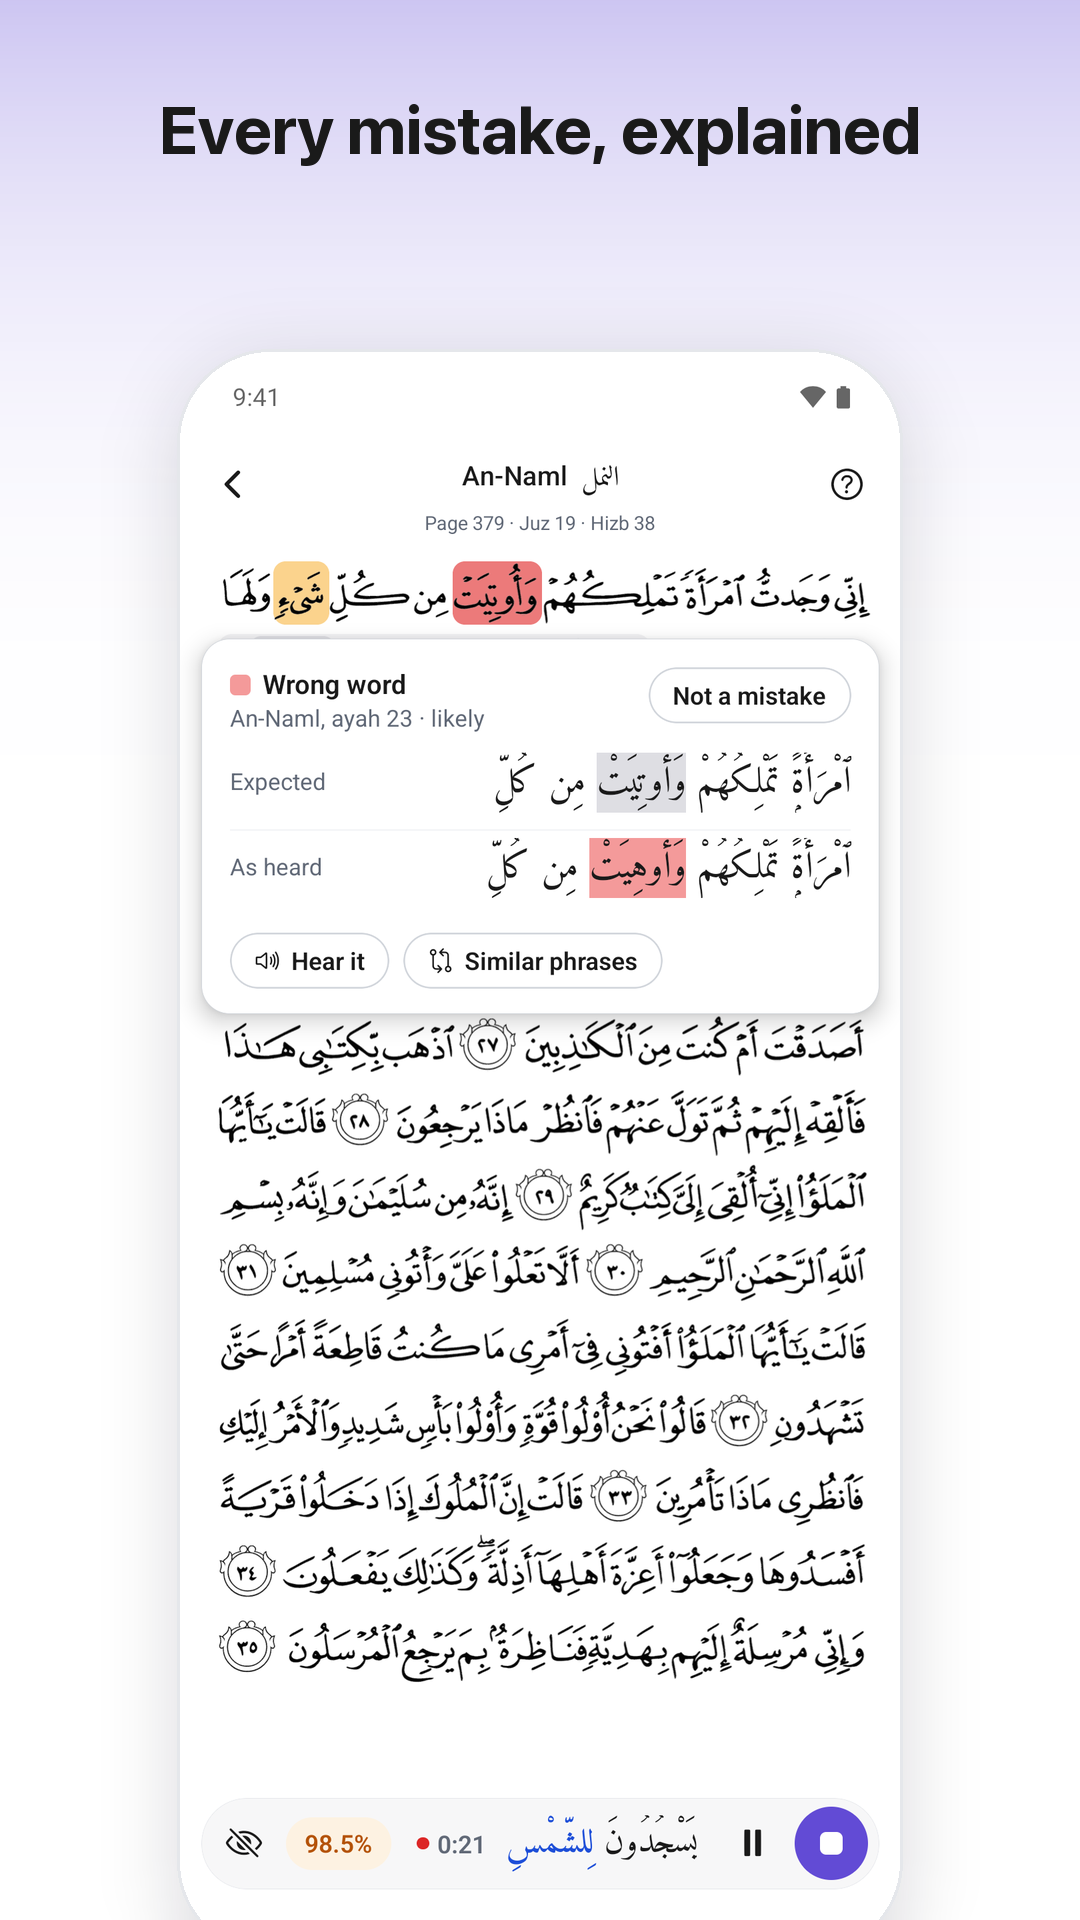 Every mistake, explained
9:41
An-Naml النمل
Page 379 · Juz 19 · Hizb 38
إِنِّي وَجَدتُّ ٱمْرَأَةً تَمْلِكُهُمْ وَأُوتِيَتْ مِن كُلِّ شَىْءٍ وَلَهَا
Wrong word
Not a mistake
An-Naml, ayah 23 · likely
Expected
ٱمْرَأَةً تَمْلِكُهُمْ وَأُوتِيَتْ مِن كُلِّ
As heard
ٱمْرَأَةً تَمْلِكُهُمْ وَأُوهِيَتْ مِن كُلِّ
Hear it
Similar phrases
أَصَدَقْتَ أَمْ كُنتَ مِنَ ٱلْكَٰذِبِينَ ٢٧ ٱذْهَب بِّكِتَٰبِى هَٰذَا
فَأَلْقِهْ إِلَيْهِمْ ثُمَّ تَوَلَّ عَنْهُمْ فَٱنظُرْ مَاذَا يَرْجِعُونَ ٢٨ قَالَتْ يَٰٓأَيُّهَا
ٱلْمَلَؤُا۟ إِنِّىٓ أُلْقِىَ إِلَىَّ كِتَٰبٌ كَرِيمٌ ٢٩ إِنَّهُۥ مِن سُلَيْمَٰنَ وَإِنَّهُۥ بِسْمِ
ٱللَّهِ ٱلرَّحْمَٰنِ ٱلرَّحِيمِ ٣٠ أَلَّا تَعْلُوا۟ عَلَىَّ وَأْتُونِى مُسْلِمِينَ ٣١
قَالَتْ يَٰٓأَيُّهَا ٱلْمَلَؤُا۟ أَفْتُونِى فِىٓ أَمْرِى مَا كُنتُ قَاطِعَةً أَمْرًا حَتَّىٰ
تَشْهَدُونِ ٣٢ قَالُوا۟ نَحْنُ أُو۟لُوا۟ قُوَّةٍ وَأُو۟لُوا۟ بَأْسٍ شَدِيدٍ وَٱلْأَمْرُ إِلَيْكِ
فَٱنظُرِى مَاذَا تَأْمُرِينَ ٣٣ قَالَتْ إِنَّ ٱلْمُلُوكَ إِذَا دَخَلُوا۟ قَرْيَةً
أَفْسَدُوهَا وَجَعَلُوٓا۟ أَعِزَّةَ أَهْلِهَآ أَذِلَّةً ۖ وَكَذَٰلِكَ يَفْعَلُونَ ٣٤
وَإِنِّى مُرْسِلَةٌ إِلَيْهِم بِهَدِيَّةٍ فَنَاظِرَةٌۢ بِمَ يَرْجِعُ ٱلْمُرْسَلُونَ ٣٥
98.5%
0:21
يَسْجُدُونَ لِلشَّمْسِ